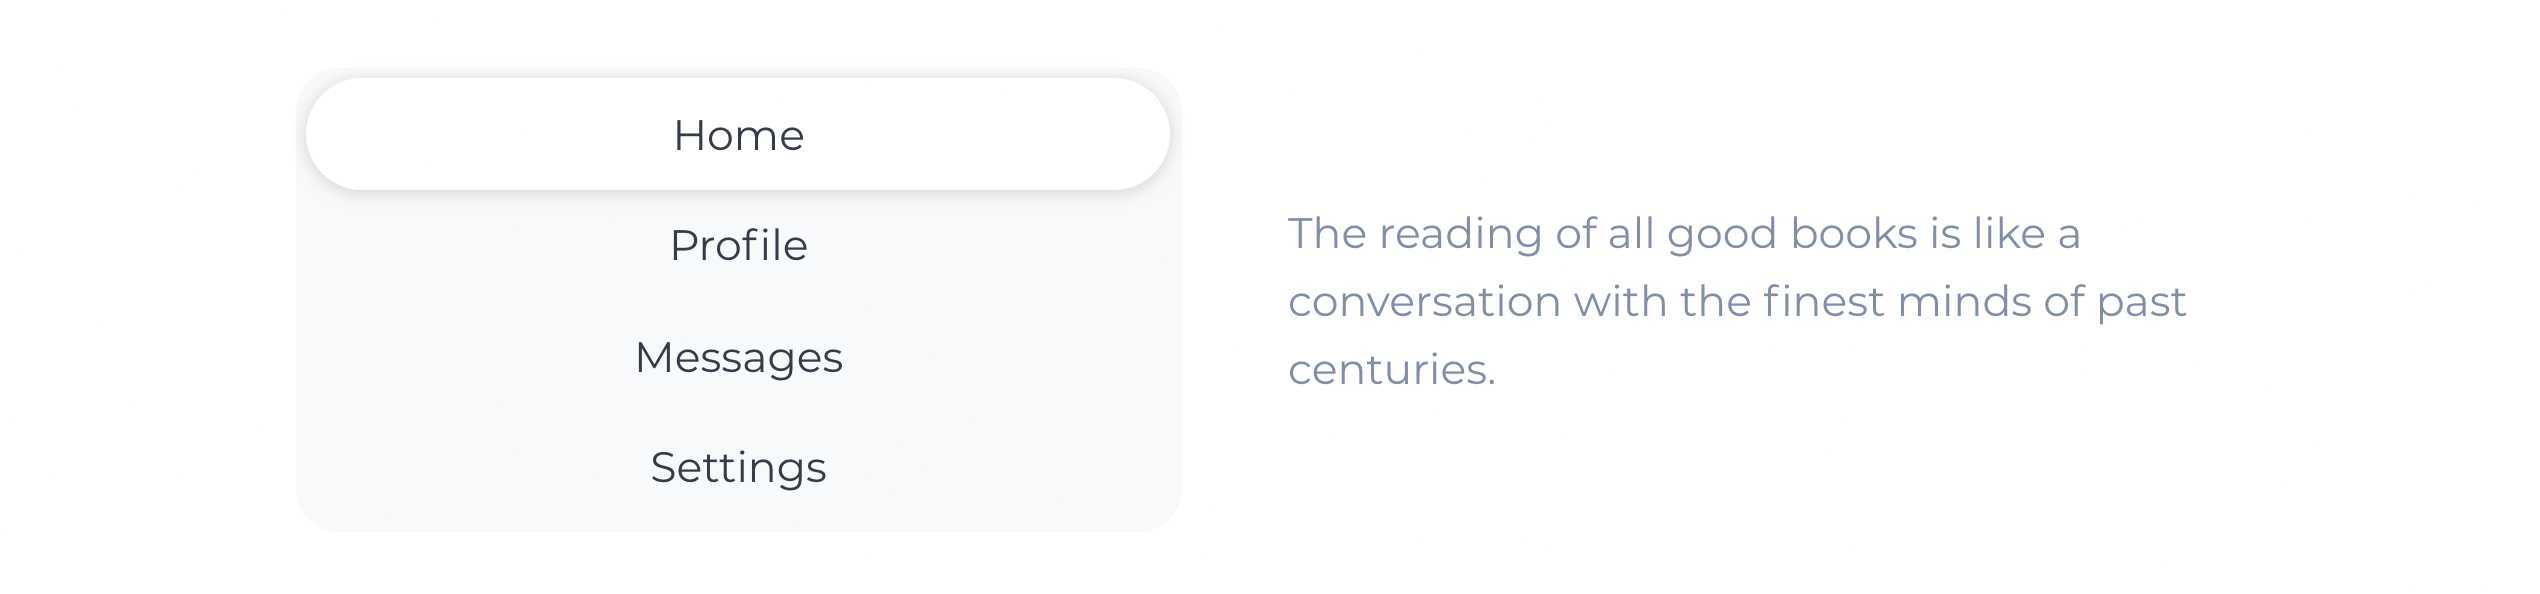 Home
Profile
Messages
Settings
The reading of all good books is like a
conversation with the finest minds of past
centuries.